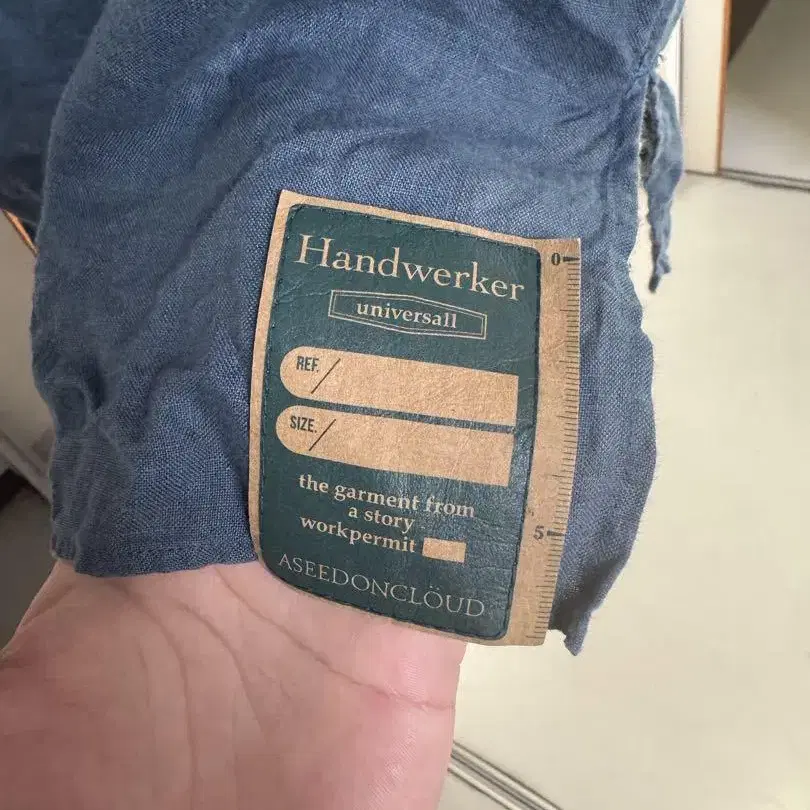 Handwerker
universall
REF. /
SIZE. /
the garment from
a story
workpermit
ASEEDONCLÖUD
0
5